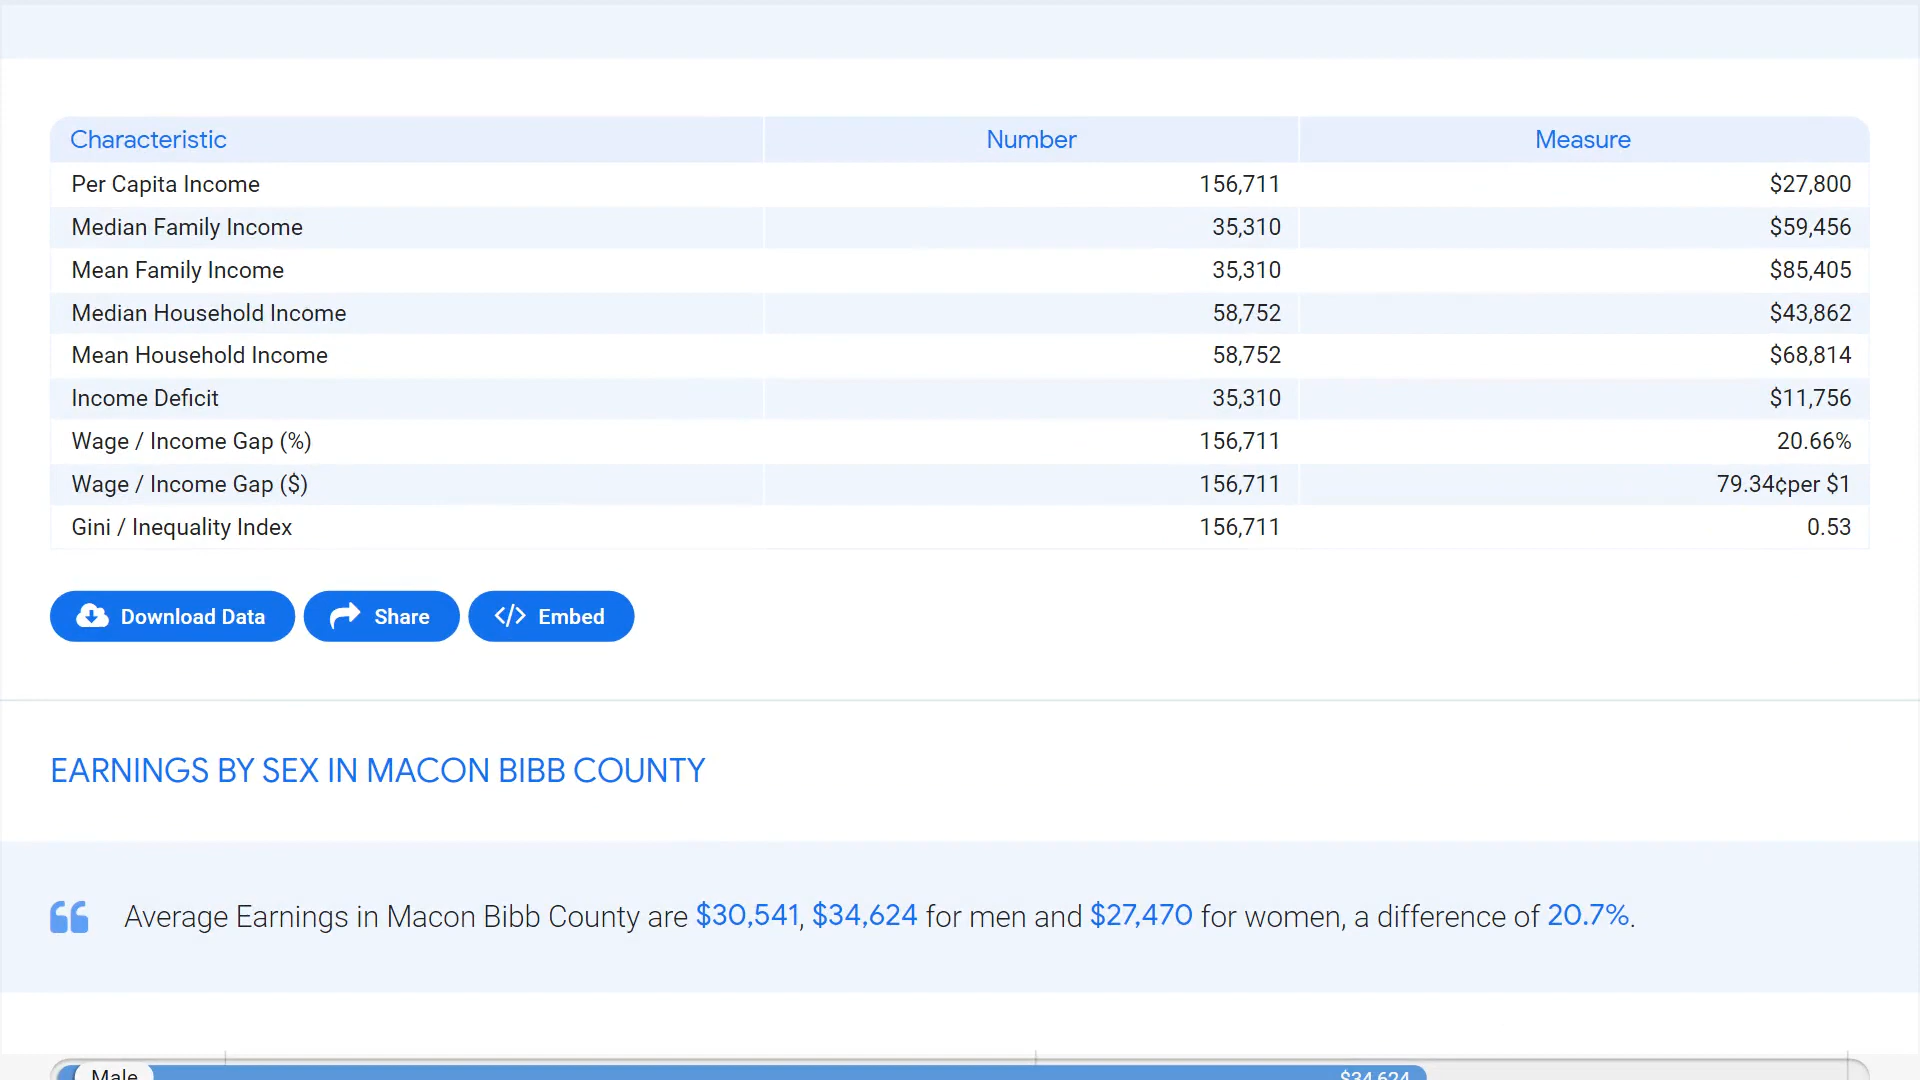 Characteristic Number Measure
Per Capita Income 156,711 $27,800
Median Family Income 35,310 $59,456
Mean Family Income 35,310 $85,405
Median Household Income 58,752 $43,862
Mean Household Income 58,752 $68,814
Income Deficit 35,310 $11,756
Wage / Income Gap (%) 156,711 20.66%
Wage / Income Gap ($) 156,711 79.34¢per $1
Gini / Inequality Index 156,711 0.53
Download Data Share </> Embed
EARNINGS BY SEX IN MACON BIBB COUNTY
Average Earnings in Macon Bibb County are $30,541, $34,624 for men and $27,470 for women, a difference of 20.7%.
Male $34,624